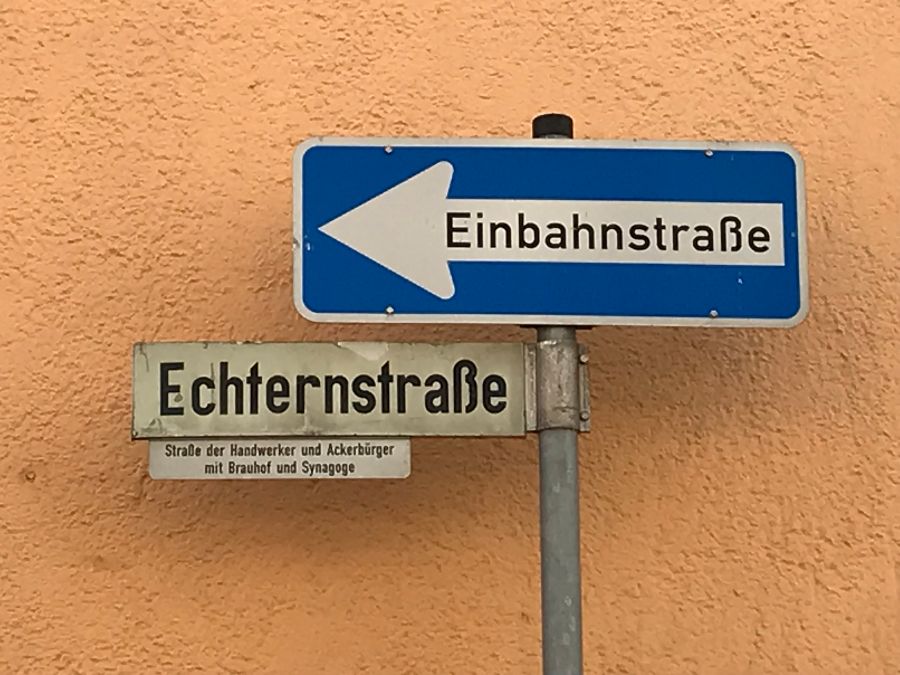 Einbahnstraße
Echternstraße
Straße der Handwerker und Ackerbürger
mit Brauhof und Synagoge